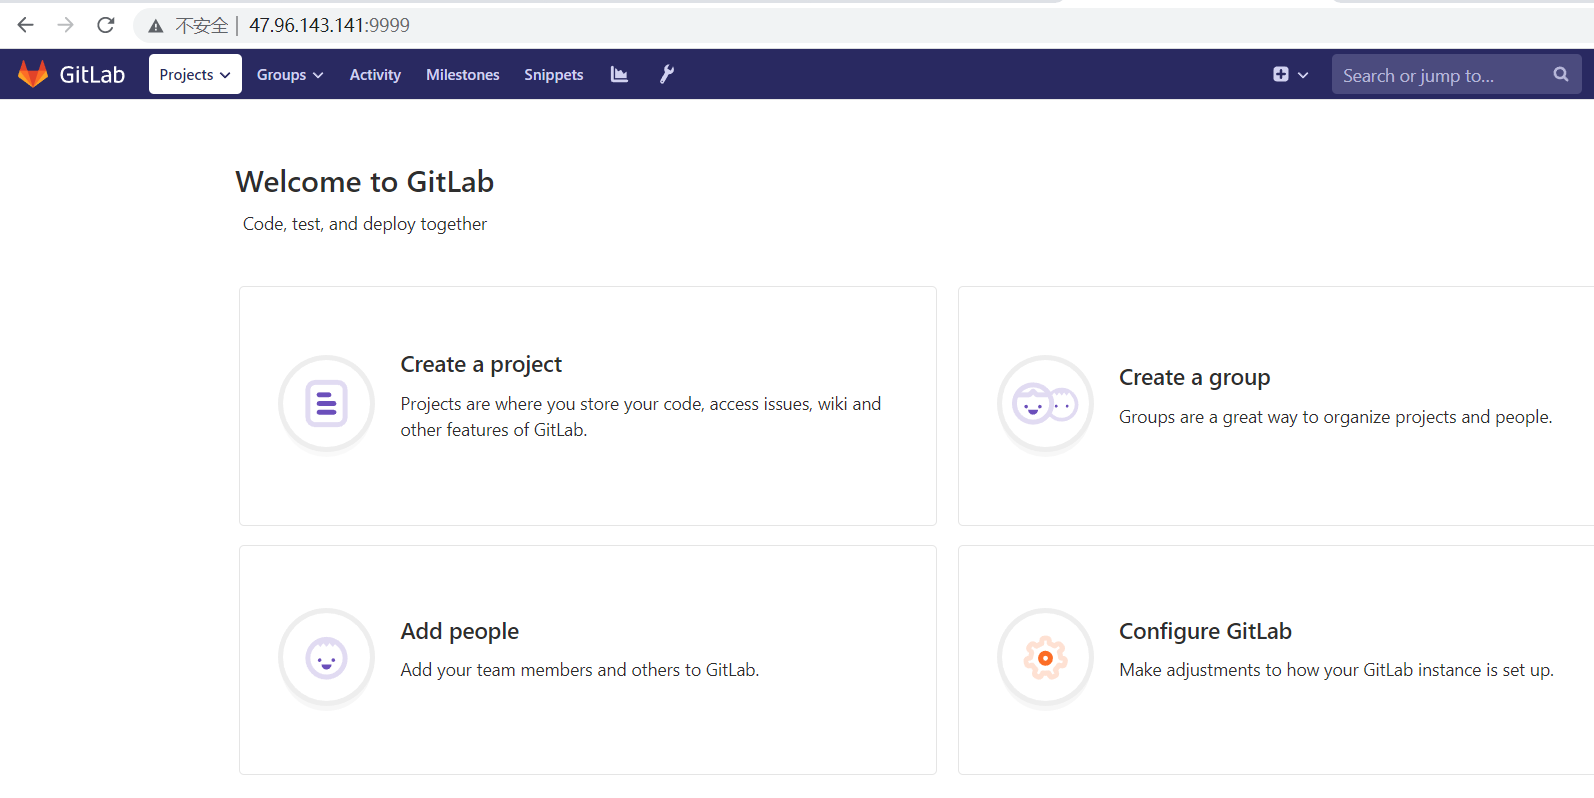 不安全 | 47.96.143.141:9999
GitLab Projects Groups Activity Milestones Snippets Search or jump to...
Welcome to GitLab
Code, test, and deploy together
Create a project
Projects are where you store your code, access issues, wiki and
other features of GitLab.
Create a group
Groups are a great way to organize projects and people.
Add people
Add your team members and others to GitLab.
Configure GitLab
Make adjustments to how your GitLab instance is set up.